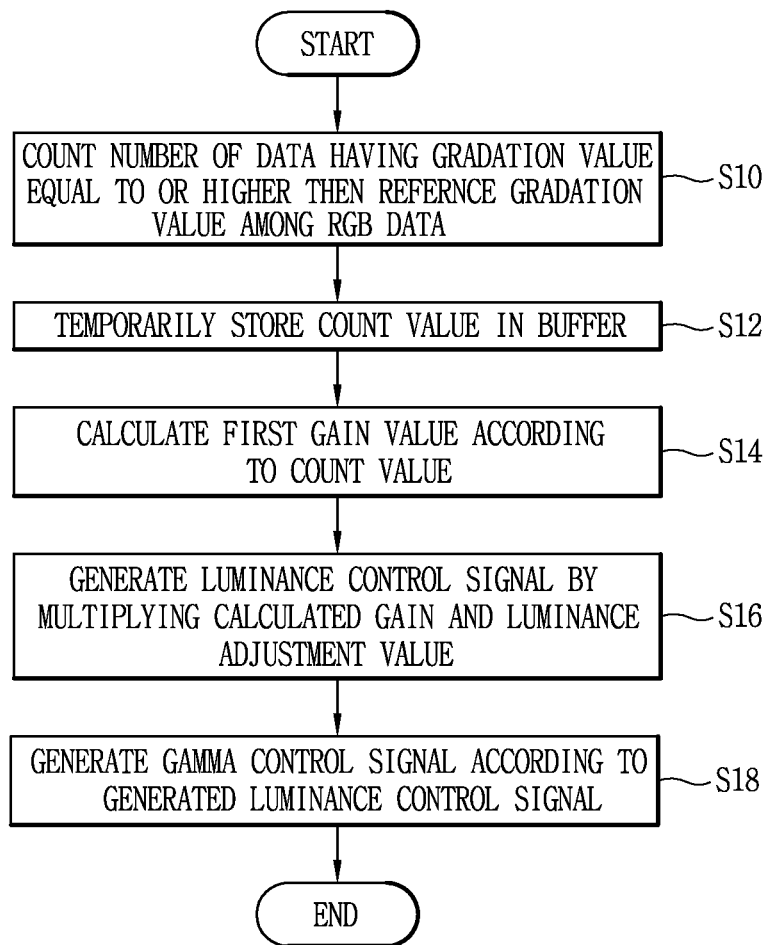 START
COUNT NUMBER OF DATA HAVING GRADATION VALUE
EQUAL TO OR HIGHER THEN REFERNCE GRADATION
VALUE AMONG RGB DATA
S10
TEMPORARILY STORE COUNT VALUE IN BUFFER
S12
CALCULATE FIRST GAIN VALUE ACCORDING
TO COUNT VALUE
S14
GENERATE LUMINANCE CONTROL SIGNAL BY
MULTIPLYING CALCULATED GAIN AND LUMINANCE
ADJUSTMENT VALUE
S16
GENERATE GAMMA CONTROL SIGNAL ACCORDING TO
GENERATED LUMINANCE CONTROL SIGNAL
S18
END